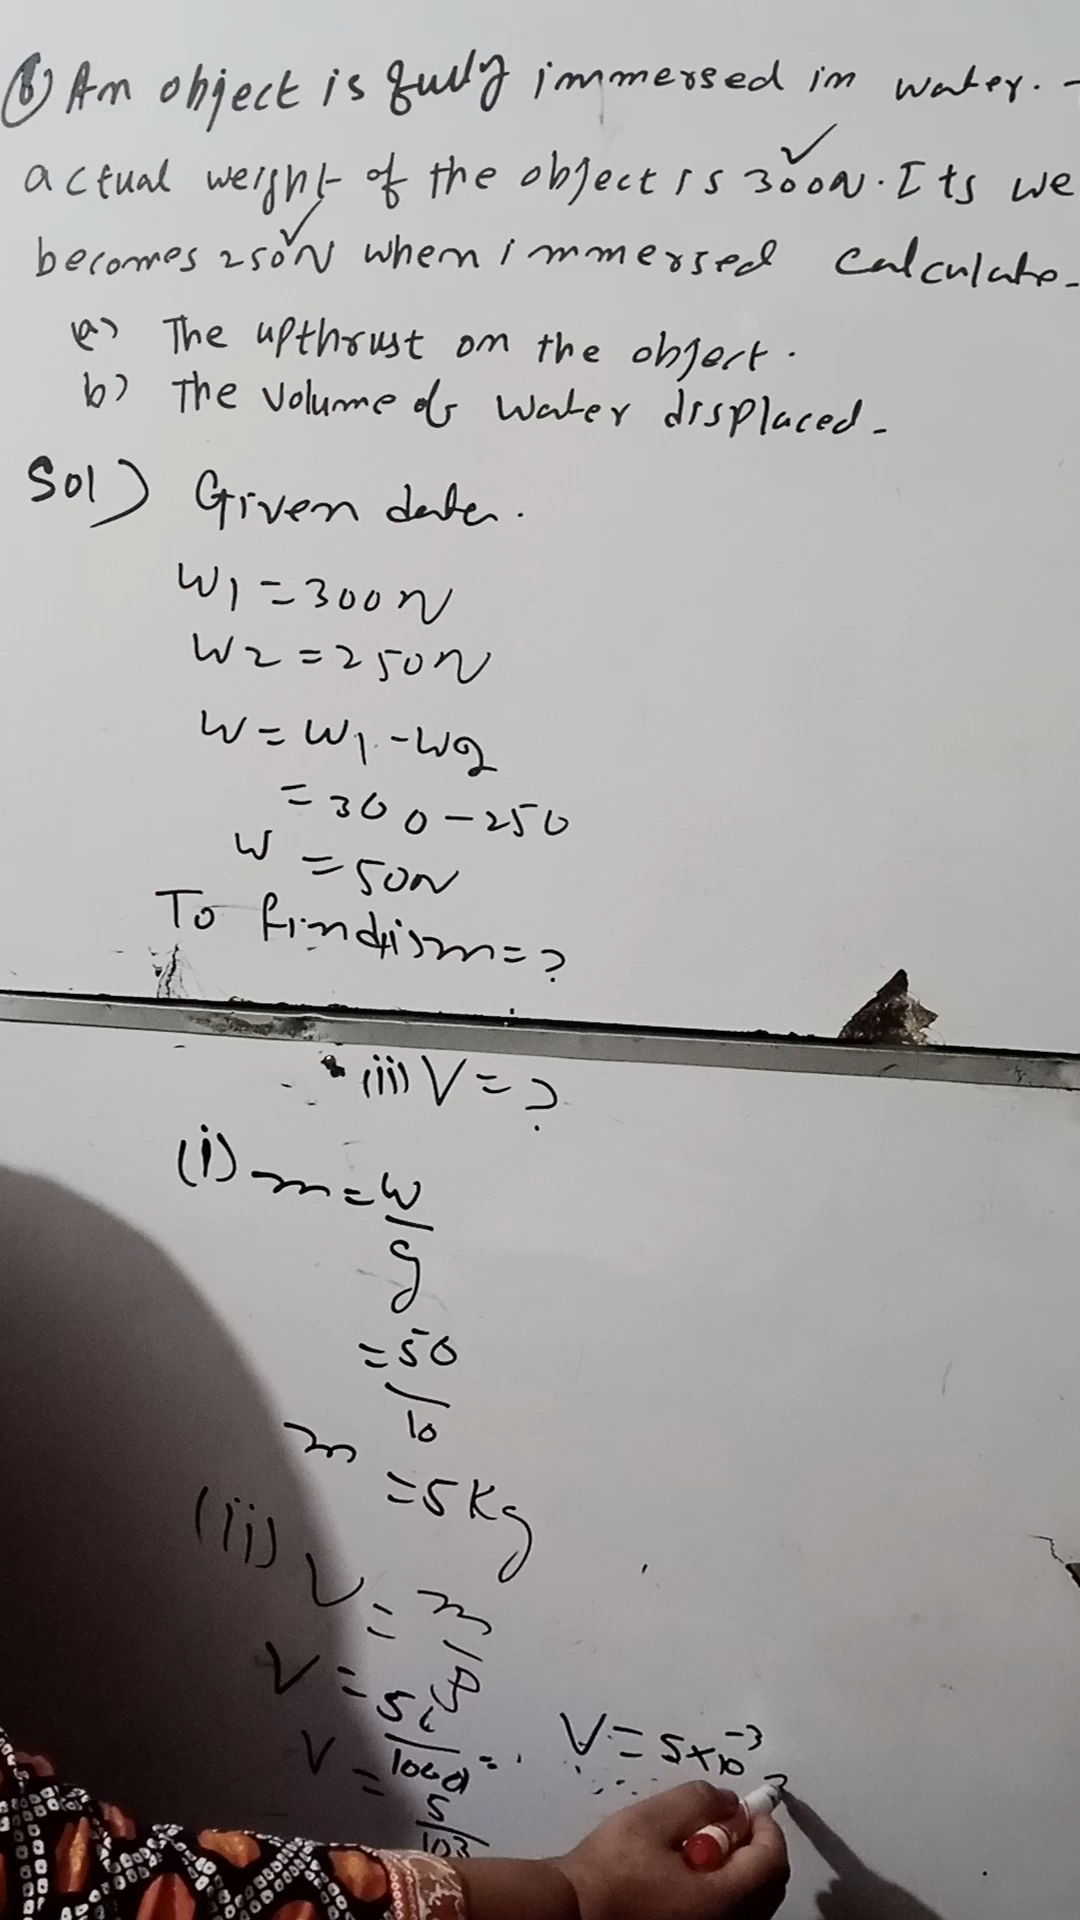 6) An object is fully immersed in water.
actual weight of the object is 300N. Its we
becomes 250N when immersed calculate
a) The upthrust on the object.
b) The volume of water displaced.
Sol) Given data.
W1 = 300N
W2 = 250N
W = W1 - W2
= 300 - 250
W = 50N
To find m = ?
(ii) V = ?
(i) m = W
g
= 50
10
m = 5Kg
(ii) V = m
ρ
V = 5
1000
V = 5
10³
V = 5×10⁻³